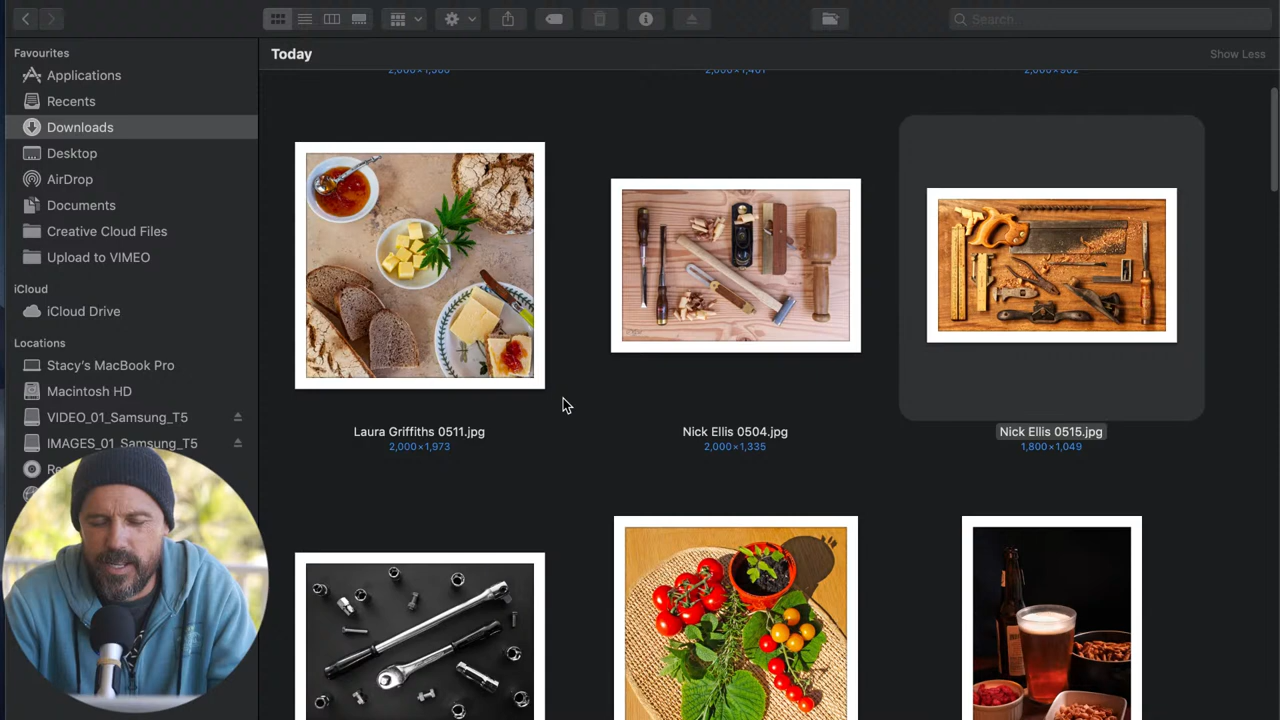 Search...
Favourites
Applications
Recents
Downloads
Desktop
AirDrop
Documents
Creative Cloud Files
Upload to VIMEO
iCloud
iCloud Drive
Locations
Stacy's MacBook Pro
Macintosh HD
VIDEO_01_Samsung_T5
IMAGES_01_Samsung_T5
Today
Show Less
Laura Griffiths 0511.jpg
2,000×1,973
Nick Ellis 0504.jpg
2,000×1,335
Nick Ellis 0515.jpg
1,800×1,049